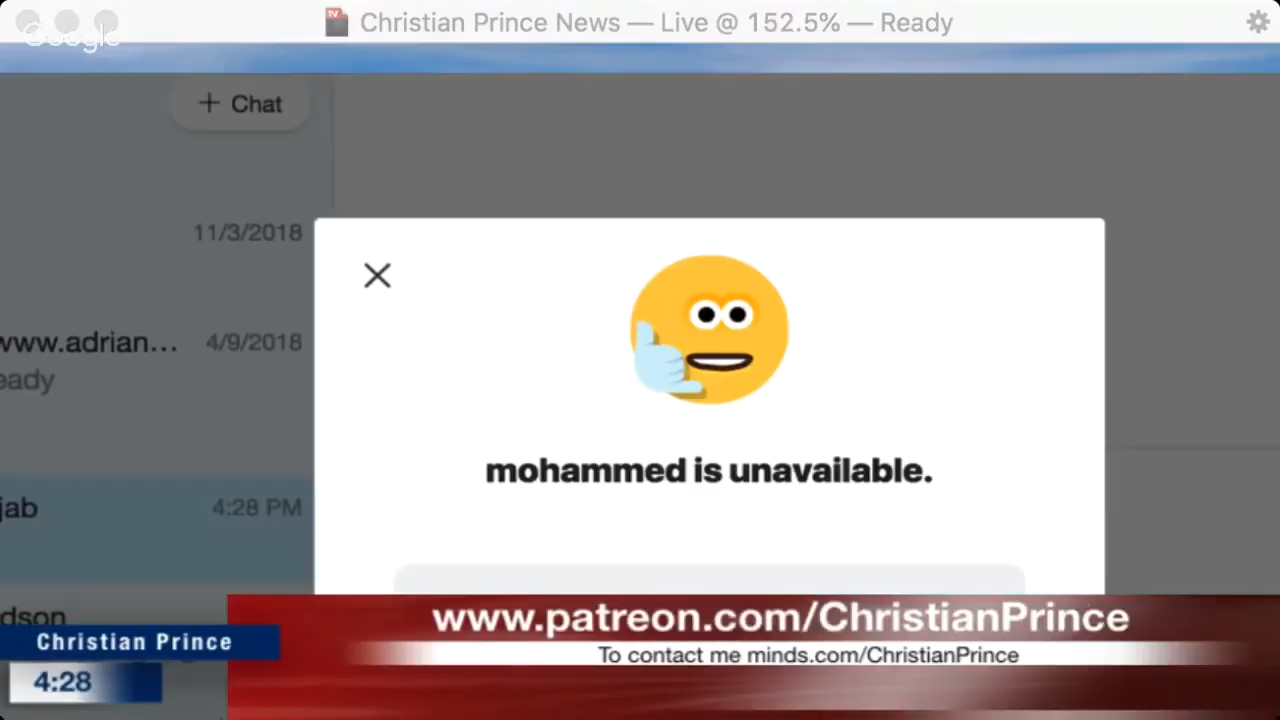 Christian Prince News — Live @ 152.5% — Ready
Google
+ Chat
11/3/2018
www.adrian... 4/9/2018
eady
jab 4:28 PM
mohammed is unavailable.
dson
www.patreon.com/ChristianPrince
Christian Prince
To contact me minds.com/ChristianPrince
4:28